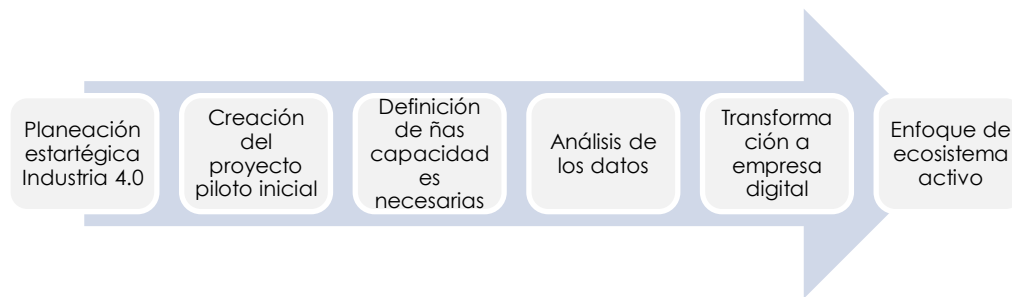 Planeación
estartégica
Industria 4.0
Creación
del
proyecto
piloto inicial
Definición
de ñas
capacidad
es
necesarias
Análisis de
los datos
Transforma
ción a
empresa
digital
Enfoque de
ecosistema
activo